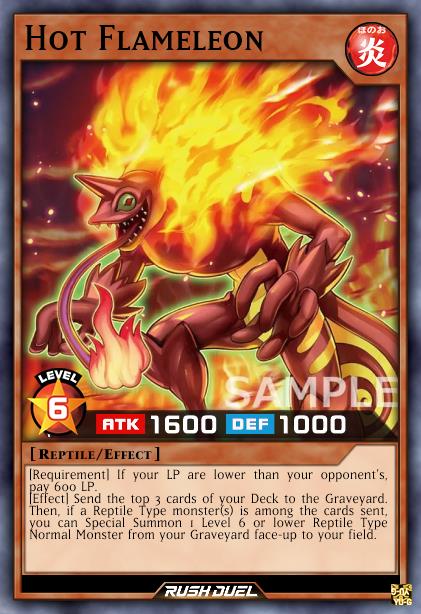 HOT FLAMELEON
ほのお
炎
SAMPLE
LEVEL
6
ATK 1600 DEF 1000
[REPTILE/EFFECT]
[Requirement] If your LP are lower than your opponent's,
pay 600 LP.
[Effect] Send the top 3 cards of your Deck to the Graveyard.
Then, if a Reptile Type monster(s) is among the cards sent,
you can Special Summon 1 Level 6 or lower Reptile Type
Normal Monster from your Graveyard face-up to your field.
RUSH DUEL